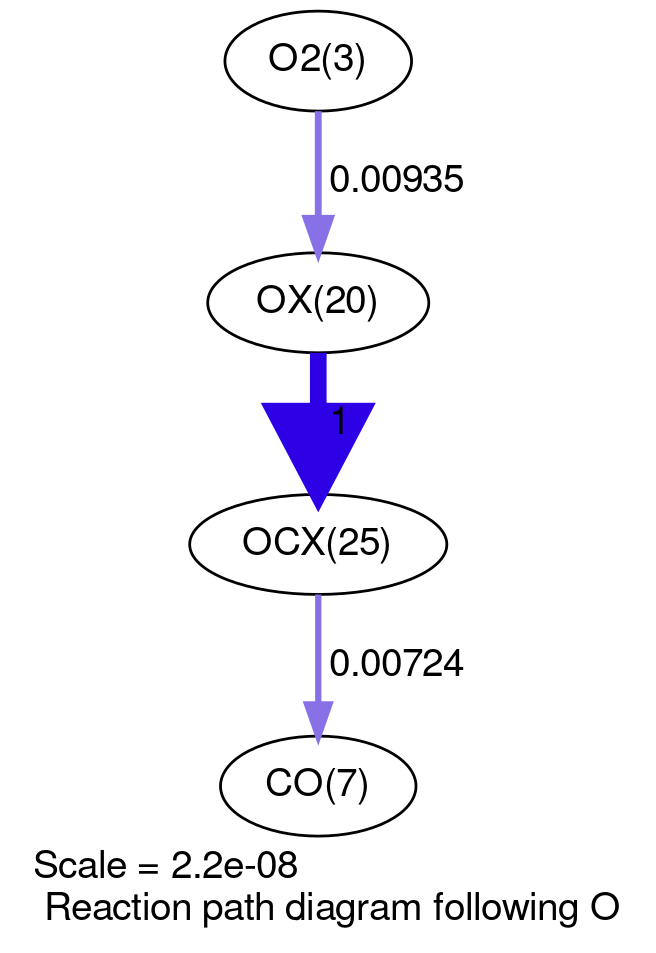 O2(3)
0.00935
OX(20)
1
OCX(25)
0.00724
CO(7)
Scale = 2.2e-08
Reaction path diagram following O